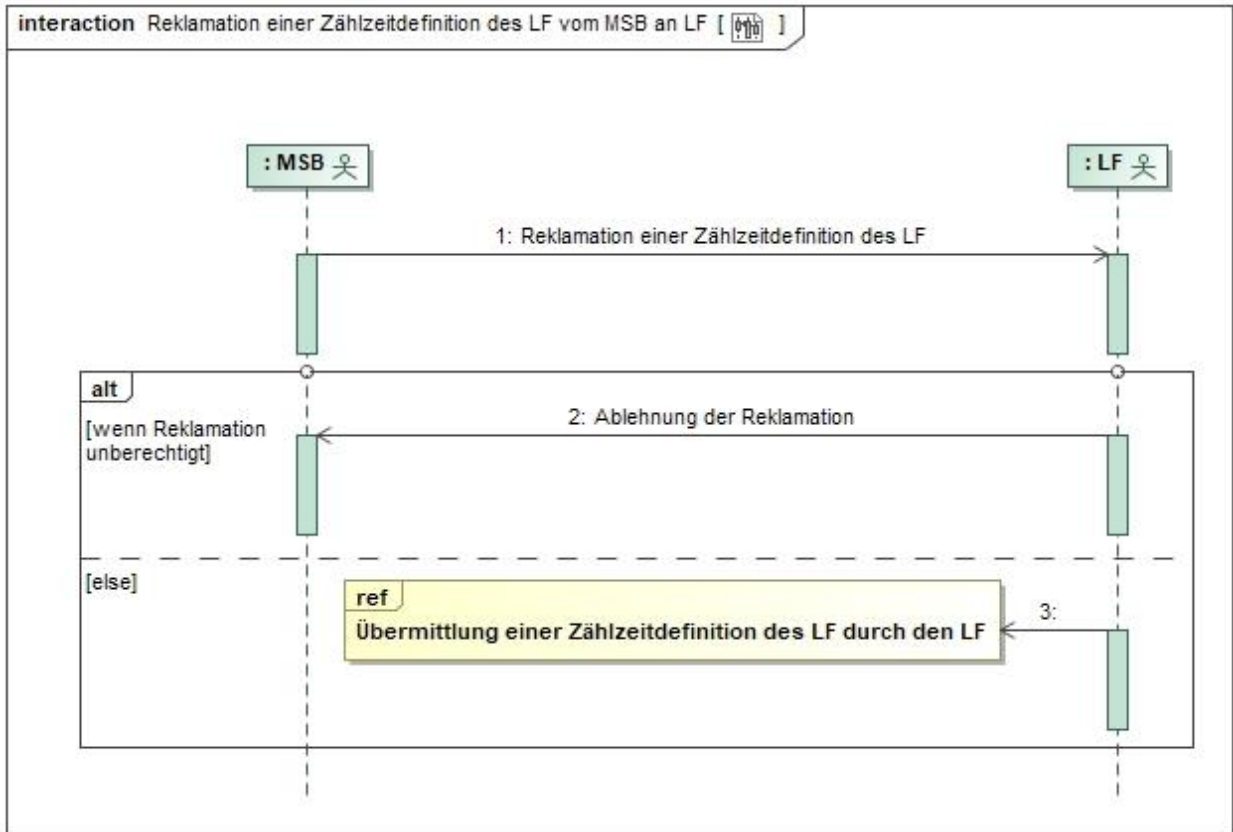 interaction Reklamation einer Zählzeitdefinition des LF vom MSB an LF [ ]
: MSB
: LF
1: Reklamation einer Zählzeitdefinition des LF
alt
[wenn Reklamation
unberechtigt]
2: Ablehnung der Reklamation
[else]
ref
3:
Übermittlung einer Zählzeitdefinition des LF durch den LF